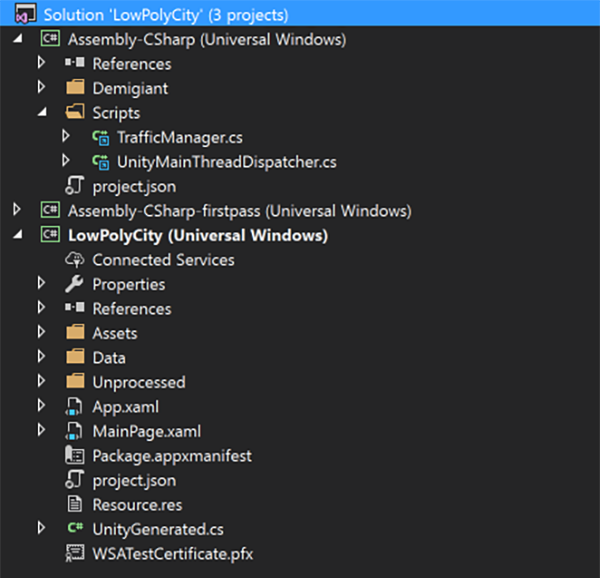 Solution 'LowPolyCity' (3 projects)
C# Assembly-CSharp (Universal Windows)
References
Demigiant
Scripts
C# TrafficManager.cs
C# UnityMainThreadDispatcher.cs
project.json
C# Assembly-CSharp-firstpass (Universal Windows)
C# LowPolyCity (Universal Windows)
Connected Services
Properties
References
Assets
Data
Unprocessed
App.xaml
MainPage.xaml
Package.appxmanifest
project.json
Resource.res
C# UnityGenerated.cs
WSATestCertificate.pfx